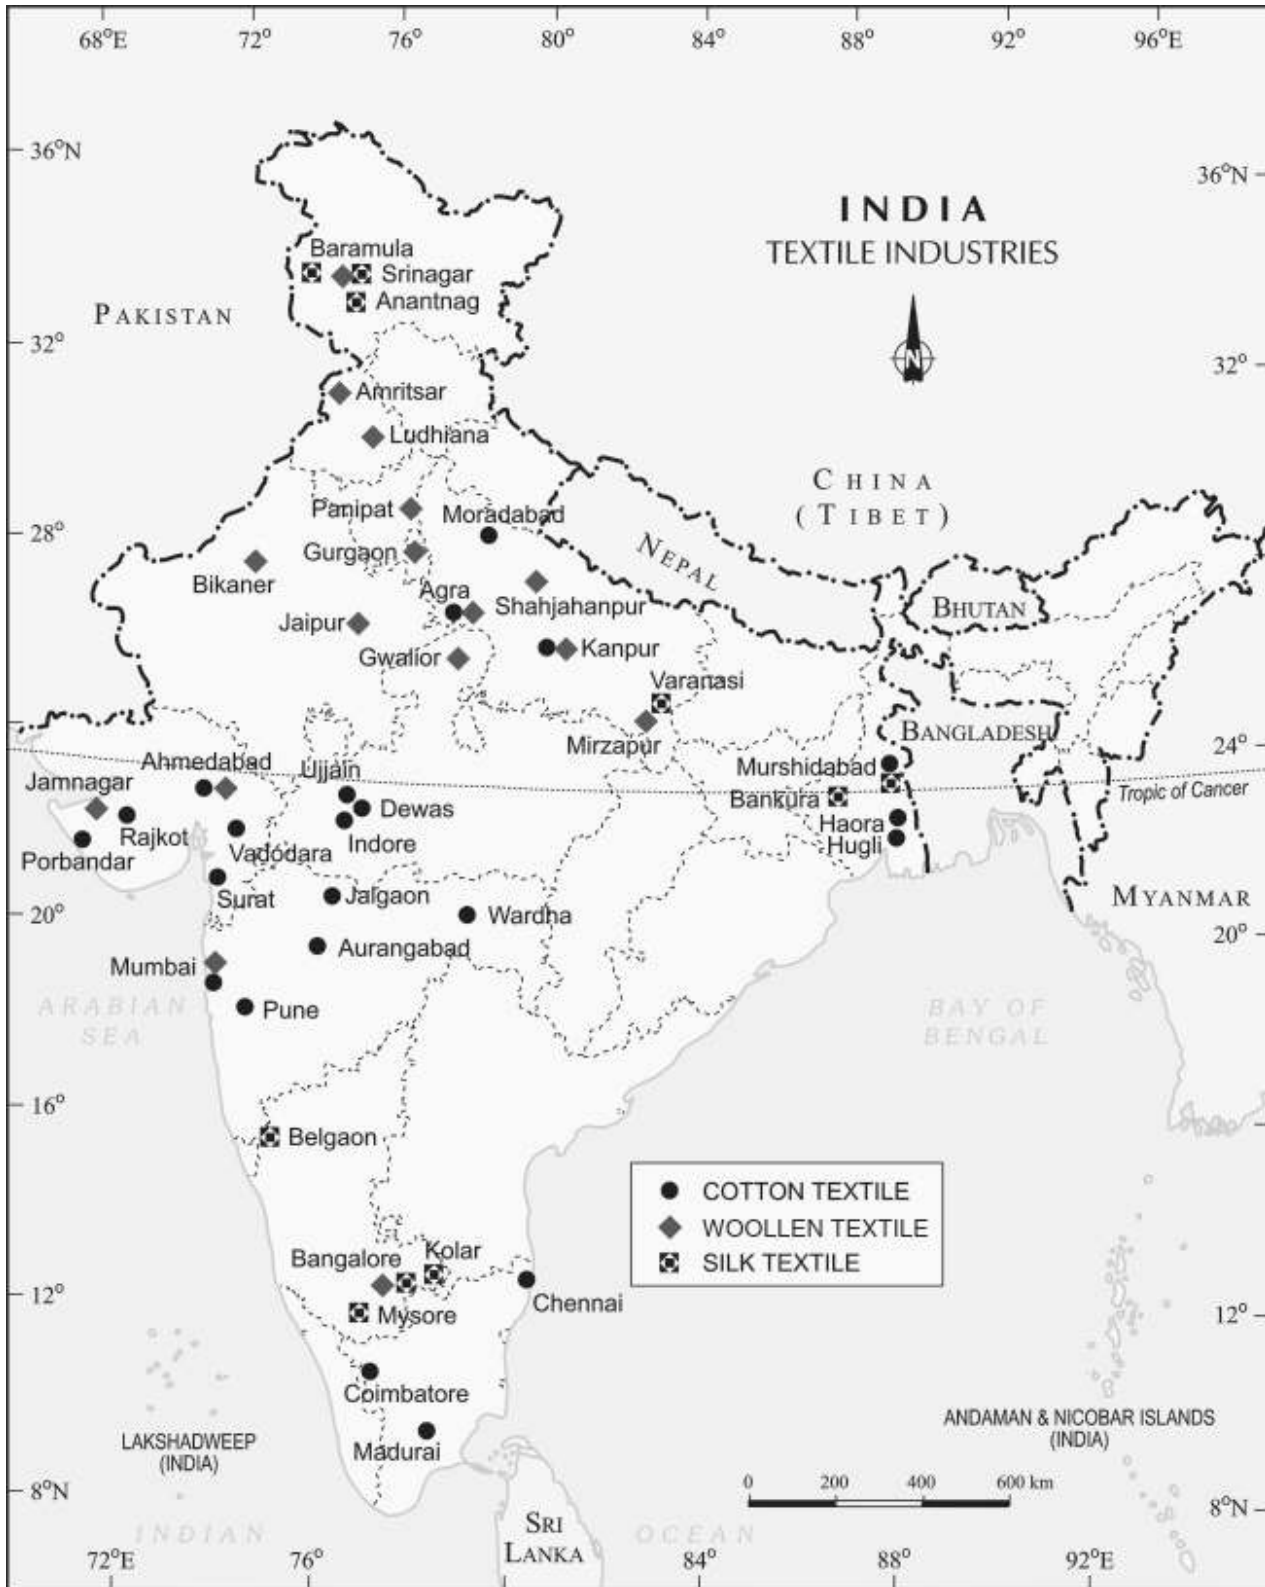 68°E 72° 76° 80° 84° 88° 92° 96°E
36°N
36°N
INDIA
TEXTILE INDUSTRIES
Baramula
Srinagar
Anantnag
PAKISTAN
N
32°
32°
Amritsar
Ludhiana
CHINA
(TIBET)
Panipat
Moradabad
28°
28°
NEPAL
Gurgaon
Bikaner
Agra
Shahjahanpur
BHUTAN
Jaipur
Gwalior
Kanpur
Varanasi
Mirzapur
BANGLADESH
24°
Ahmedabad
Ujjain
Murshidabad
Jamnagar
Dewas
Bankura
Tropic of Cancer
Rajkot
Haora
Porbandar
Vadodara
Indore
Hugli
Surat
Jalgaon
MYANMAR
20°
Wardha
20°
Aurangabad
Mumbai
ARABIAN
SEA
Pune
BAY OF
BENGAL
16°
Belgaon
COTTON TEXTILE
WOOLLEN TEXTILE
SILK TEXTILE
Bangalore
Kolar
12°
Chennai
12°
Mysore
Coimbatore
Madurai
LAKSHADWEEP
(INDIA)
ANDAMAN & NICOBAR ISLANDS
(INDIA)
0 200 400 600 km
8°N
8°N
INDIAN OCEAN
SRI
LANKA
72°E 76° 84° 88° 92°E